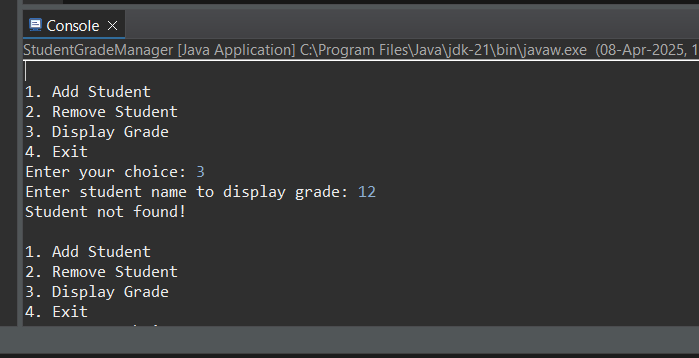 Console
StudentGradeManager [Java Application] C:\Program Files\Java\jdk-21\bin\javaw.exe (08-Apr-2025, 1
1. Add Student
2. Remove Student
3. Display Grade
4. Exit
Enter your choice: 3
Enter student name to display grade: 12
Student not found!
1. Add Student
2. Remove Student
3. Display Grade
4. Exit